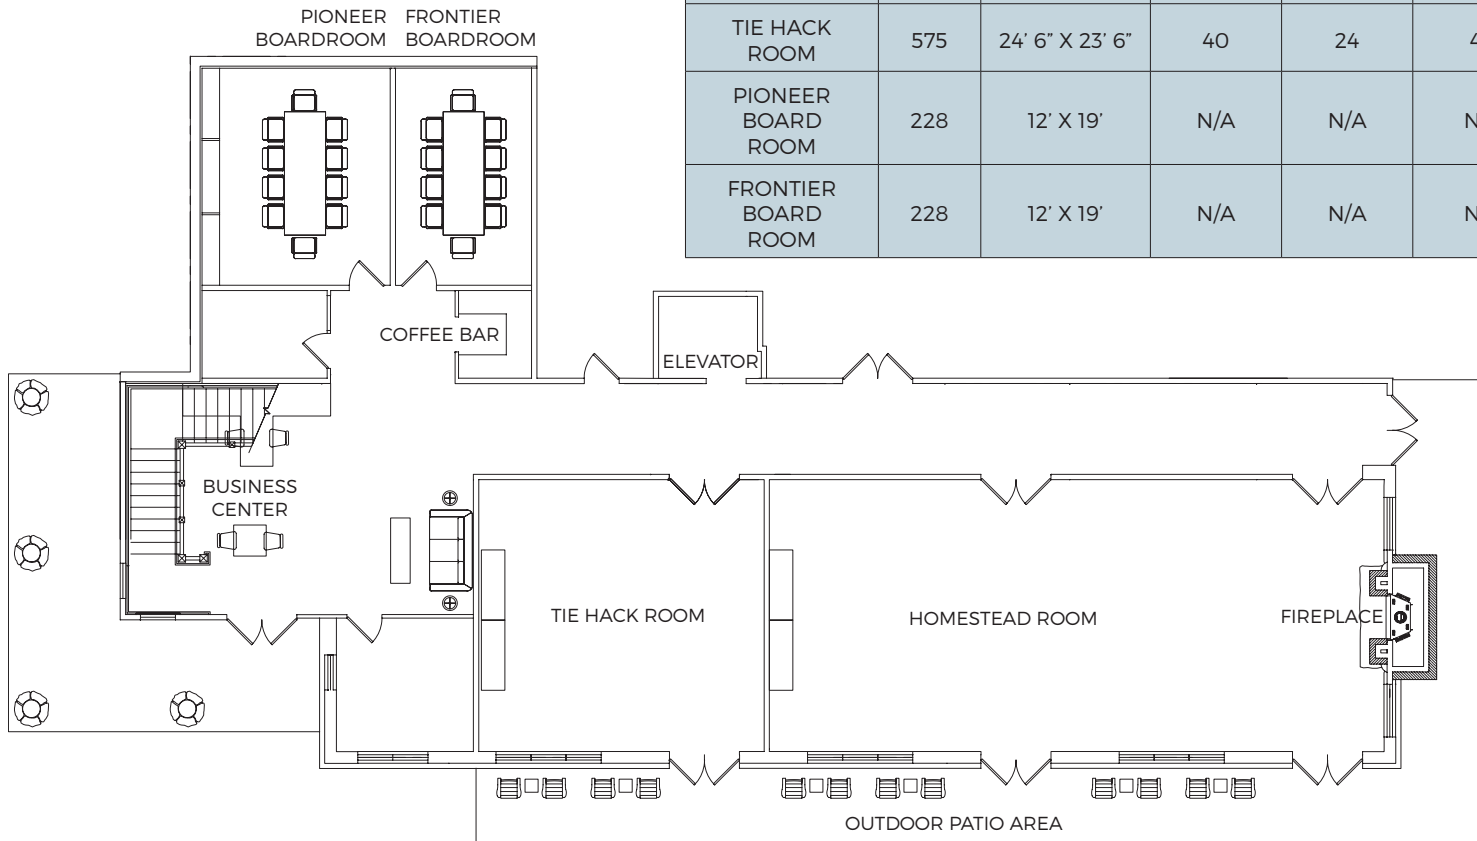 PIONEER
BOARDROOM
FRONTIER
BOARDROOM
TIE HACK
ROOM
575
24’ 6” X 23’ 6”
40
24
4
PIONEER
BOARD
ROOM
228
12’ X 19’
N/A
N/A
N
FRONTIER
BOARD
ROOM
228
12’ X 19’
N/A
N/A
N
COFFEE BAR
ELEVATOR
BUSINESS
CENTER
TIE HACK ROOM
HOMESTEAD ROOM
FIREPLACE
OUTDOOR PATIO AREA